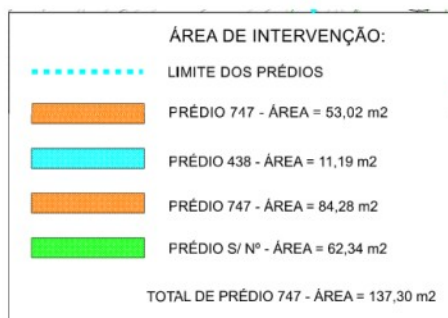 ÁREA DE INTERVENÇÃO:
LIMITE DOS PRÉDIOS
PRÉDIO 747 - ÁREA = 53,02 m2
PRÉDIO 438 - ÁREA = 11,19 m2
PRÉDIO 747 - ÁREA = 84,28 m2
PRÉDIO S/ Nº - ÁREA = 62,34 m2
TOTAL DE PRÉDIO 747 - ÁREA = 137,30 m2